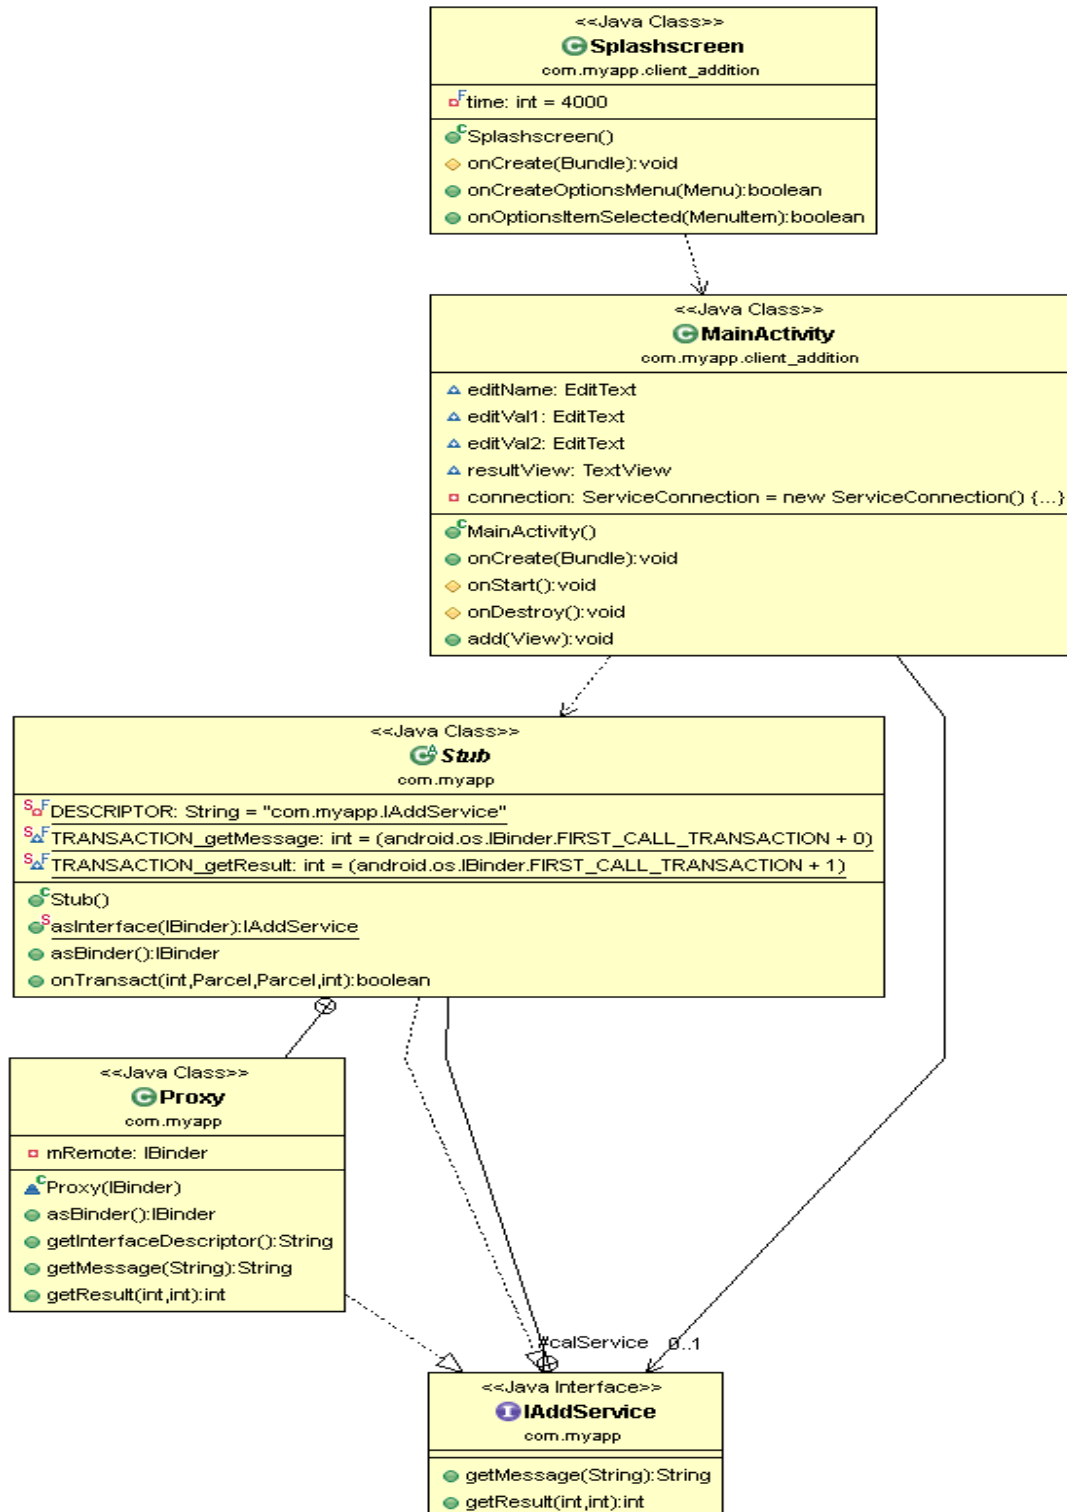 <<Java Class>>
Splashscreen
com.myapp.client_addition
time: int = 4000
Splashscreen()
onCreate(Bundle):void
onCreateOptionsMenu(Menu):boolean
onOptionsItemSelected(MenuItem):boolean
<<Java Class>>
MainActivity
com.myapp.client_addition
editName: EditText
editVal1: EditText
editVal2: EditText
resultView: TextView
connection: ServiceConnection = new ServiceConnection() {...}
MainActivity()
onCreate(Bundle):void
onStart():void
onDestroy():void
add(View):void
<<Java Class>>
Stub
com.myapp
DESCRIPTOR: String = "com.myapp.IAddService"
TRANSACTION_getMessage: int = (android.os.IBinder.FIRST_CALL_TRANSACTION + 0)
TRANSACTION_getResult: int = (android.os.IBinder.FIRST_CALL_TRANSACTION + 1)
Stub()
asInterface(IBinder):IAddService
asBinder():IBinder
onTransact(int,Parcel,Parcel,int):boolean
<<Java Class>>
Proxy
com.myapp
mRemote: IBinder
Proxy(IBinder)
asBinder():IBinder
getInterfaceDescriptor():String
getMessage(String):String
getResult(int,int):int
#calService 0..1
<<Java Interface>>
IAddService
com.myapp
getMessage(String):String
getResult(int,int):int